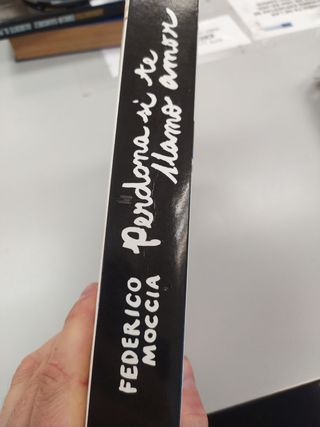 FEDERICO
MOCCIA
perdona si te
llamo amor